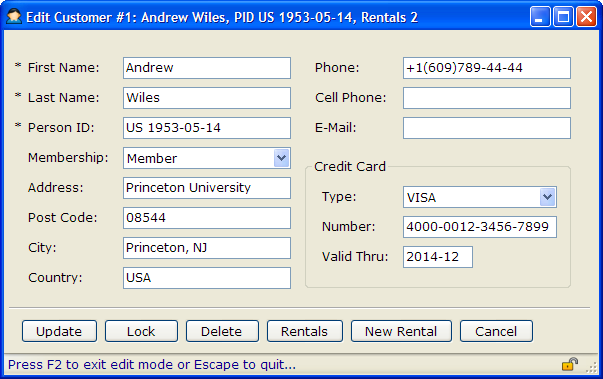 Edit Customer #1: Andrew Wiles, PID US 1953-05-14, Rentals 2
* First Name: Andrew
* Last Name: Wiles
* Person ID: US 1953-05-14
Membership: Member
Address: Princeton University
Post Code: 08544
City: Princeton, NJ
Country: USA
Phone: +1(609)789-44-44
Cell Phone:
E-Mail:
Credit Card
Type: VISA
Number: 4000-0012-3456-7899
Valid Thru: 2014-12
Update Lock Delete Rentals New Rental Cancel
Press F2 to exit edit mode or Escape to quit...